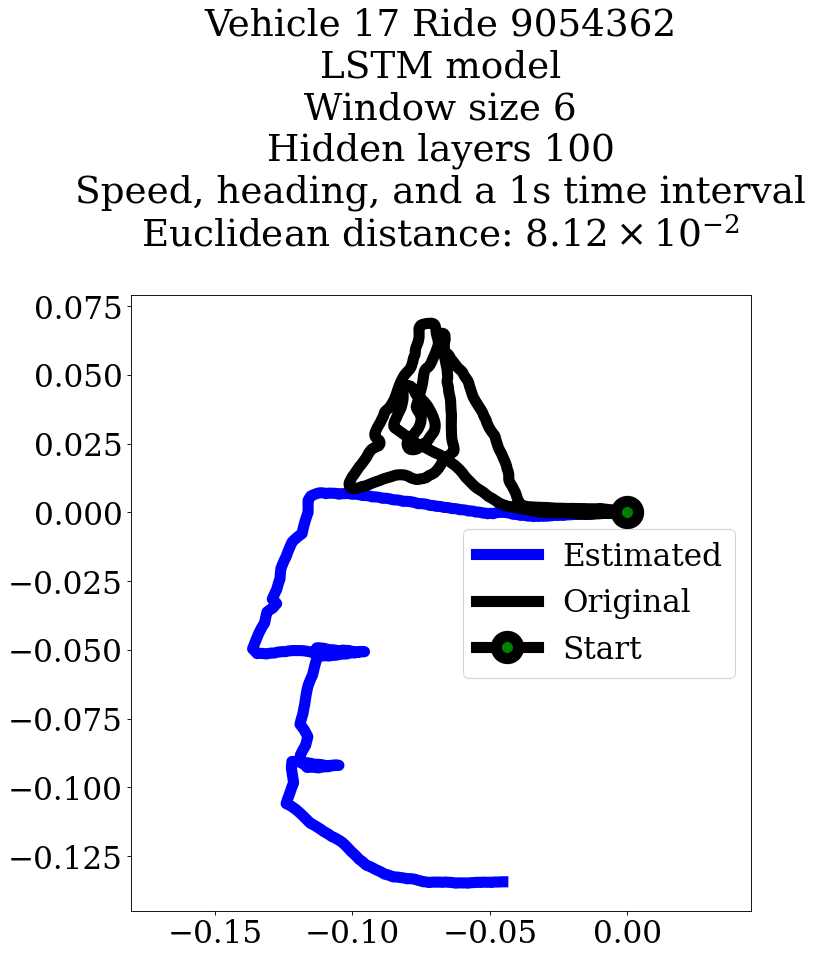 Vehicle 17 Ride 9054362
LSTM model
Window size 6
Hidden layers 100
Speed, heading, and a 1s time interval
Euclidean distance: 8.12 × 10⁻²
0.075
0.050
0.025
0.000
−0.025
−0.050
−0.075
−0.100
−0.125
Estimated
Original
Start
−0.15 −0.10 −0.05 0.00